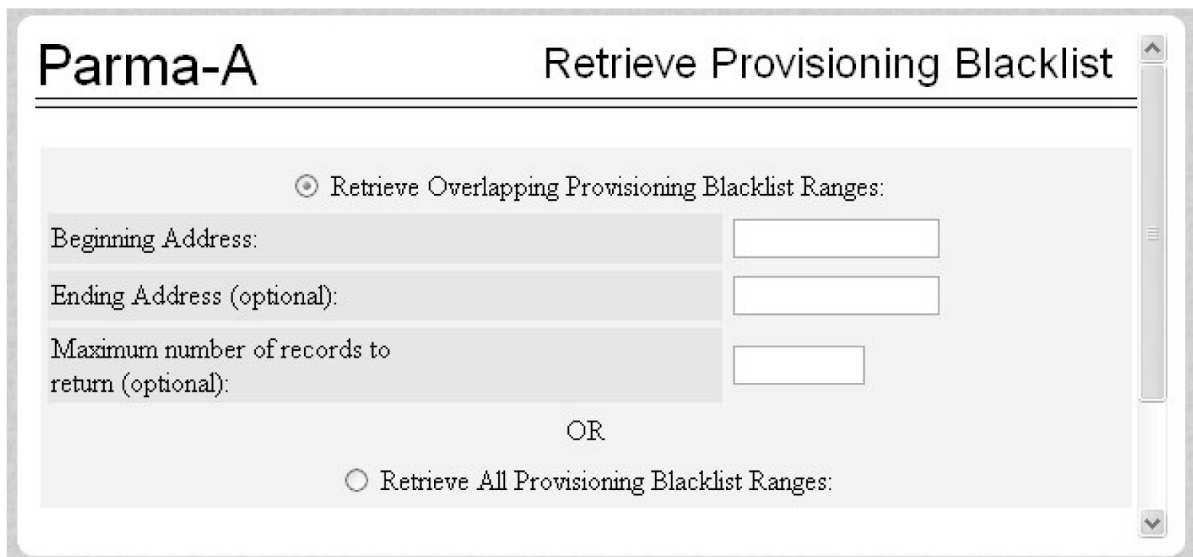 Parma-A
Retrieve Provisioning Blacklist
Retrieve Overlapping Provisioning Blacklist Ranges:
Beginning Address:
Ending Address (optional):
Maximum number of records to
return (optional):
OR
Retrieve All Provisioning Blacklist Ranges: